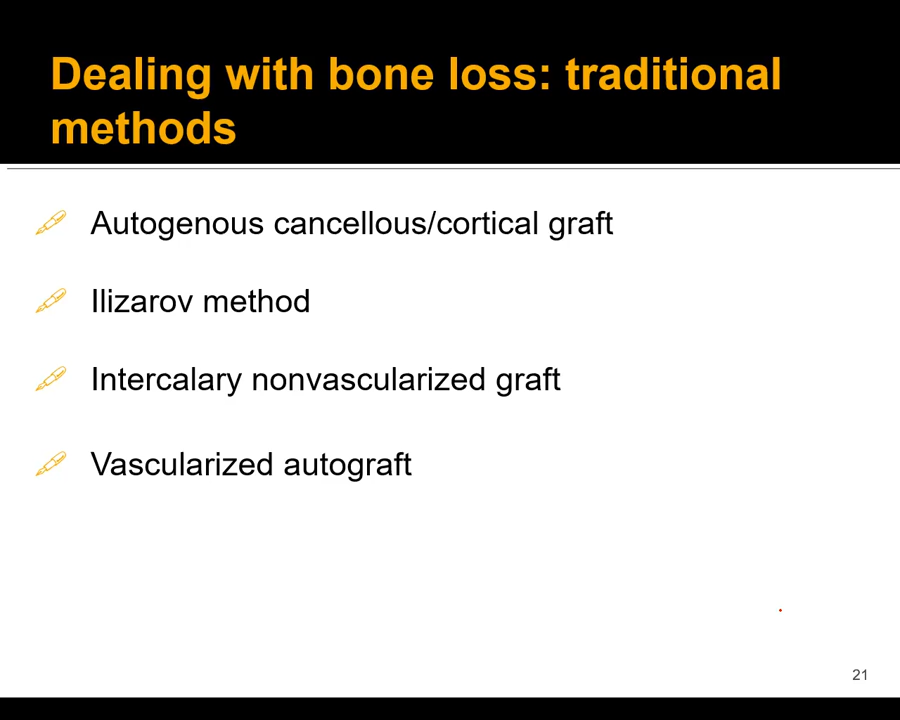 Dealing with bone loss: traditional
methods
Autogenous cancellous/cortical graft
Ilizarov method
Intercalary nonvascularized graft
Vascularized autograft
21